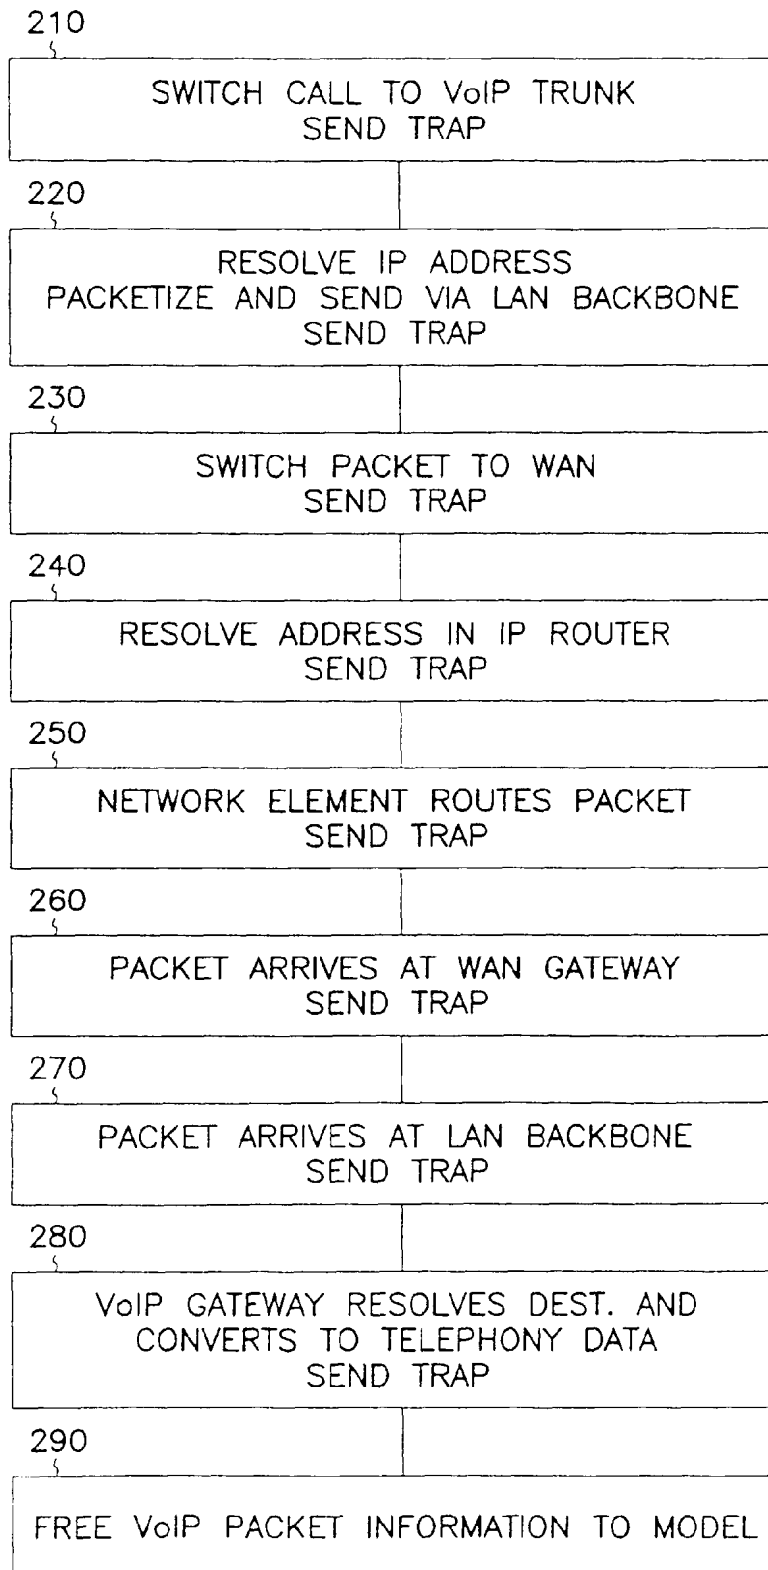 210
SWITCH CALL TO VoIP TRUNK
SEND TRAP
220
RESOLVE IP ADDRESS
PACKETIZE AND SEND VIA LAN BACKBONE
SEND TRAP
230
SWITCH PACKET TO WAN
SEND TRAP
240
RESOLVE ADDRESS IN IP ROUTER
SEND TRAP
250
NETWORK ELEMENT ROUTES PACKET
SEND TRAP
260
PACKET ARRIVES AT WAN GATEWAY
SEND TRAP
270
PACKET ARRIVES AT LAN BACKBONE
SEND TRAP
280
VoIP GATEWAY RESOLVES DEST. AND
CONVERTS TO TELEPHONY DATA
SEND TRAP
290
FREE VoIP PACKET INFORMATION TO MODEL